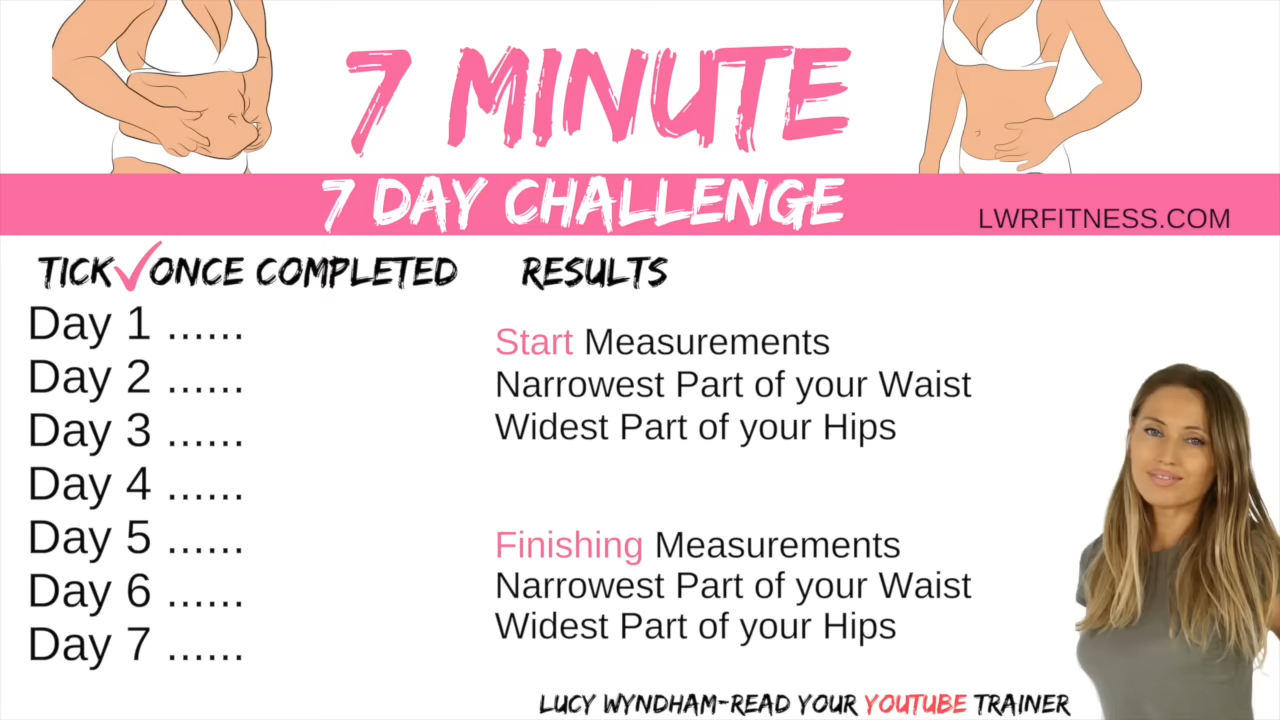 7 MINUTE
7 DAY CHALLENGE
LWRFITNESS.COM
TICK✓ONCE COMPLETED
RESULTS
Day 1 ......
Day 2 ......
Day 3 ......
Day 4 ......
Day 5 ......
Day 6 ......
Day 7 ......
Start Measurements
Narrowest Part of your Waist
Widest Part of your Hips
Finishing Measurements
Narrowest Part of your Waist
Widest Part of your Hips
LUCY WYNDHAM-READ YOUR YOUTUBE TRAINER